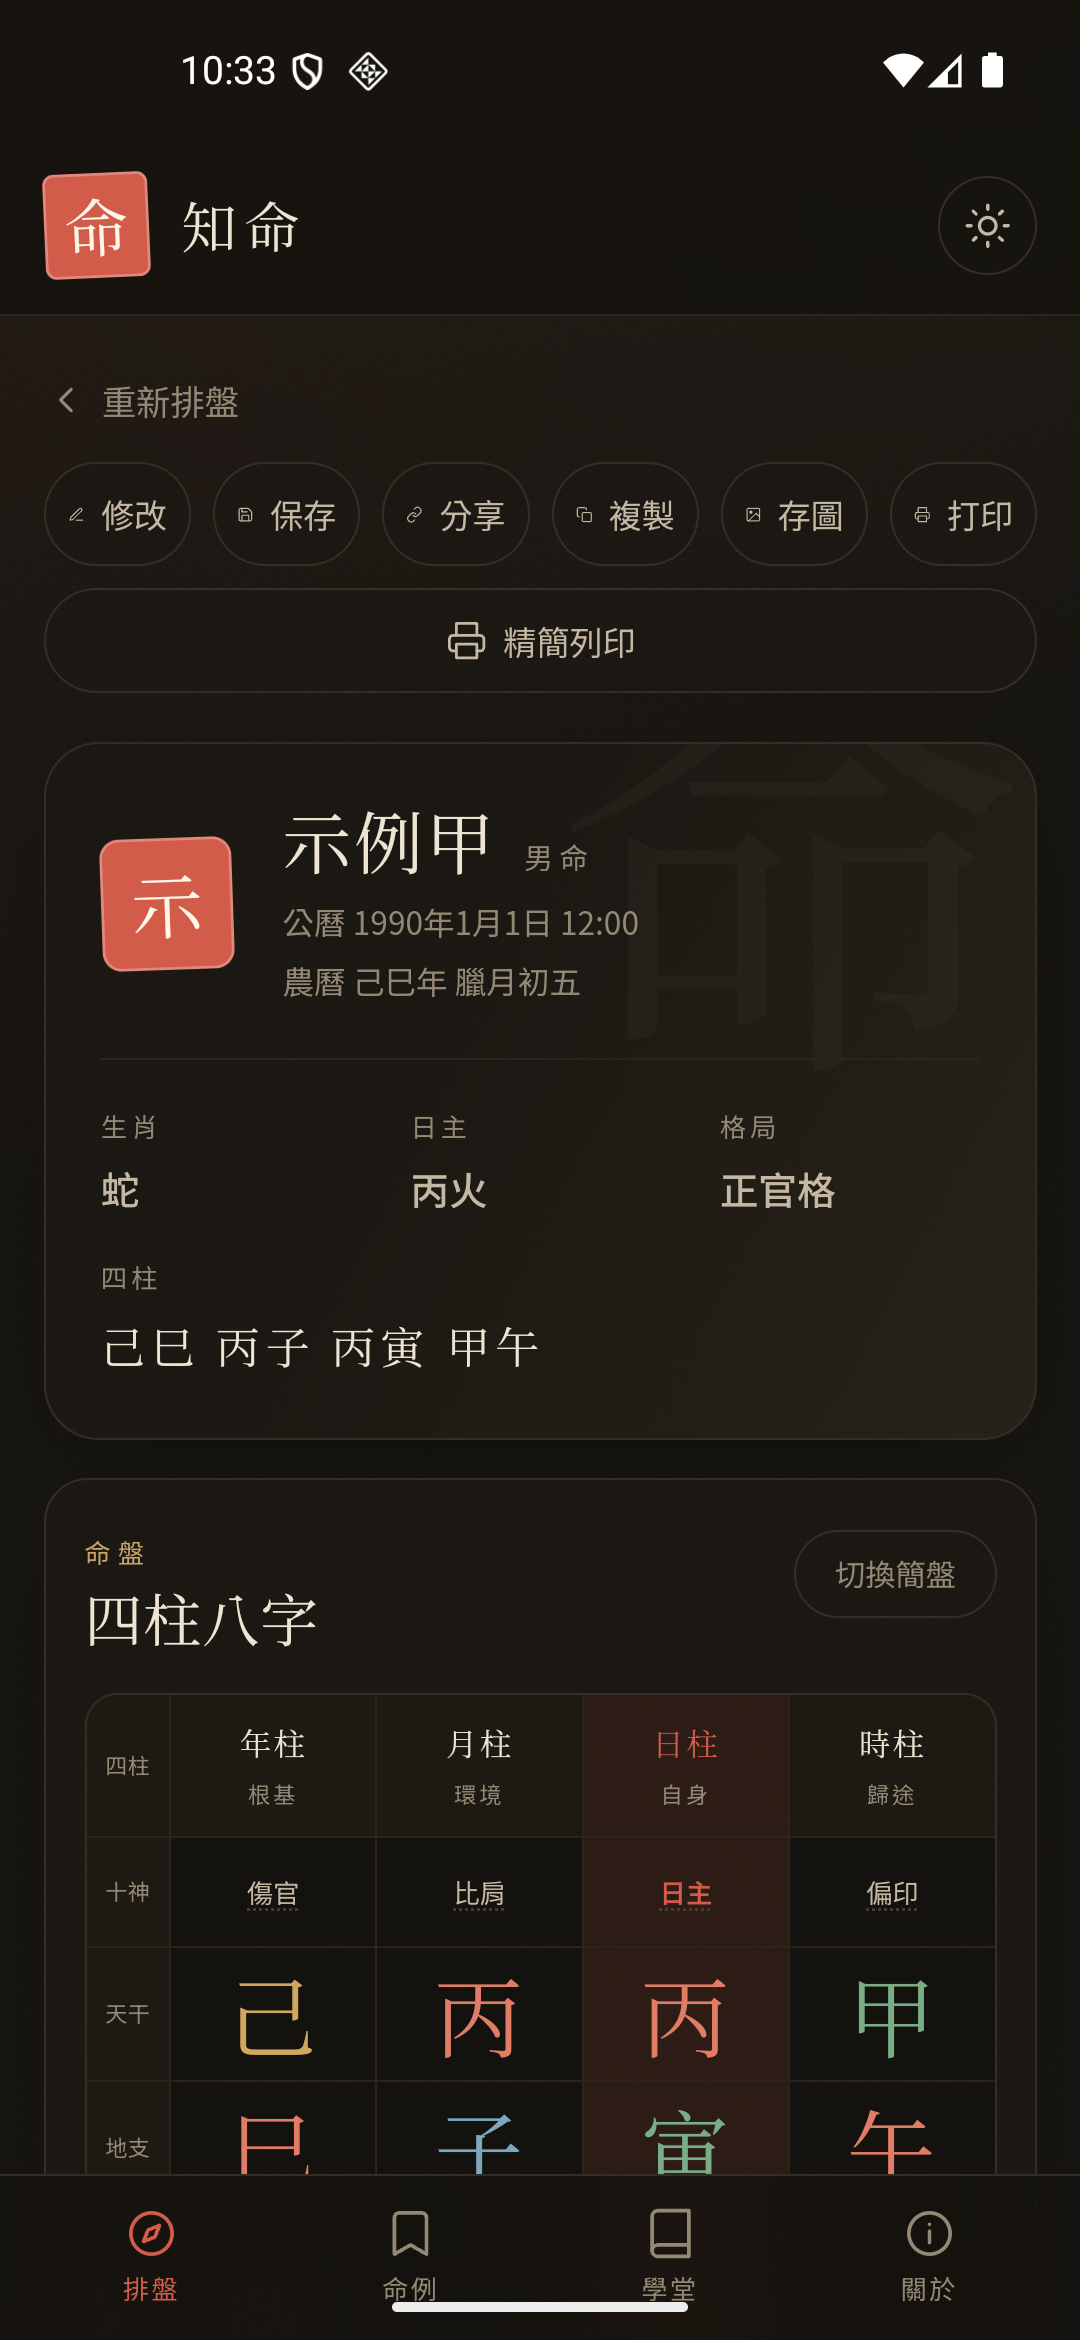 10:33
命 知命
重新排盤
修改 保存 分享 複製 存圖 打印
精簡列印
命
示
示例甲 男命
公曆 1990年1月1日 12:00
農曆 己巳年 臘月初五
生肖 日主 格局
蛇 丙火 正官格
四柱
己巳 丙子 丙寅 甲午
命盤
四柱八字
切換簡盤
四柱 年柱 月柱 日柱 時柱
根基 環境 自身 歸途
十神 傷官 比肩 日主 偏印
天干 己 丙 丙 甲
地支 巳 子 寅 午
排盤 命例 學堂 關於